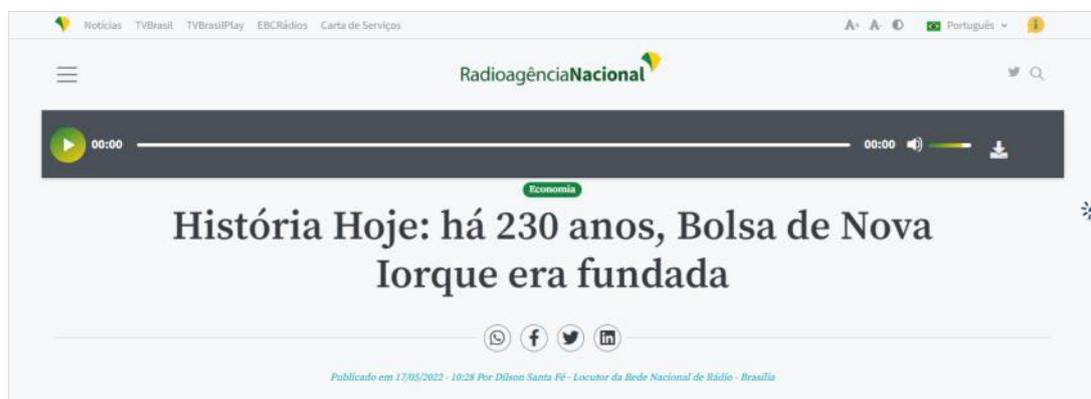 Notícias TVBrasil TVBrasilPlay EBCRádios Carta de Serviços A+ A- Português
RadioagênciaNacional
00:00 00:00
Economia
História Hoje: há 230 anos, Bolsa de Nova
Iorque era fundada
Publicado em 17/05/2022 - 10:28 Por Dilson Santa Fé - Locutor da Rede Nacional de Rádio - Brasília